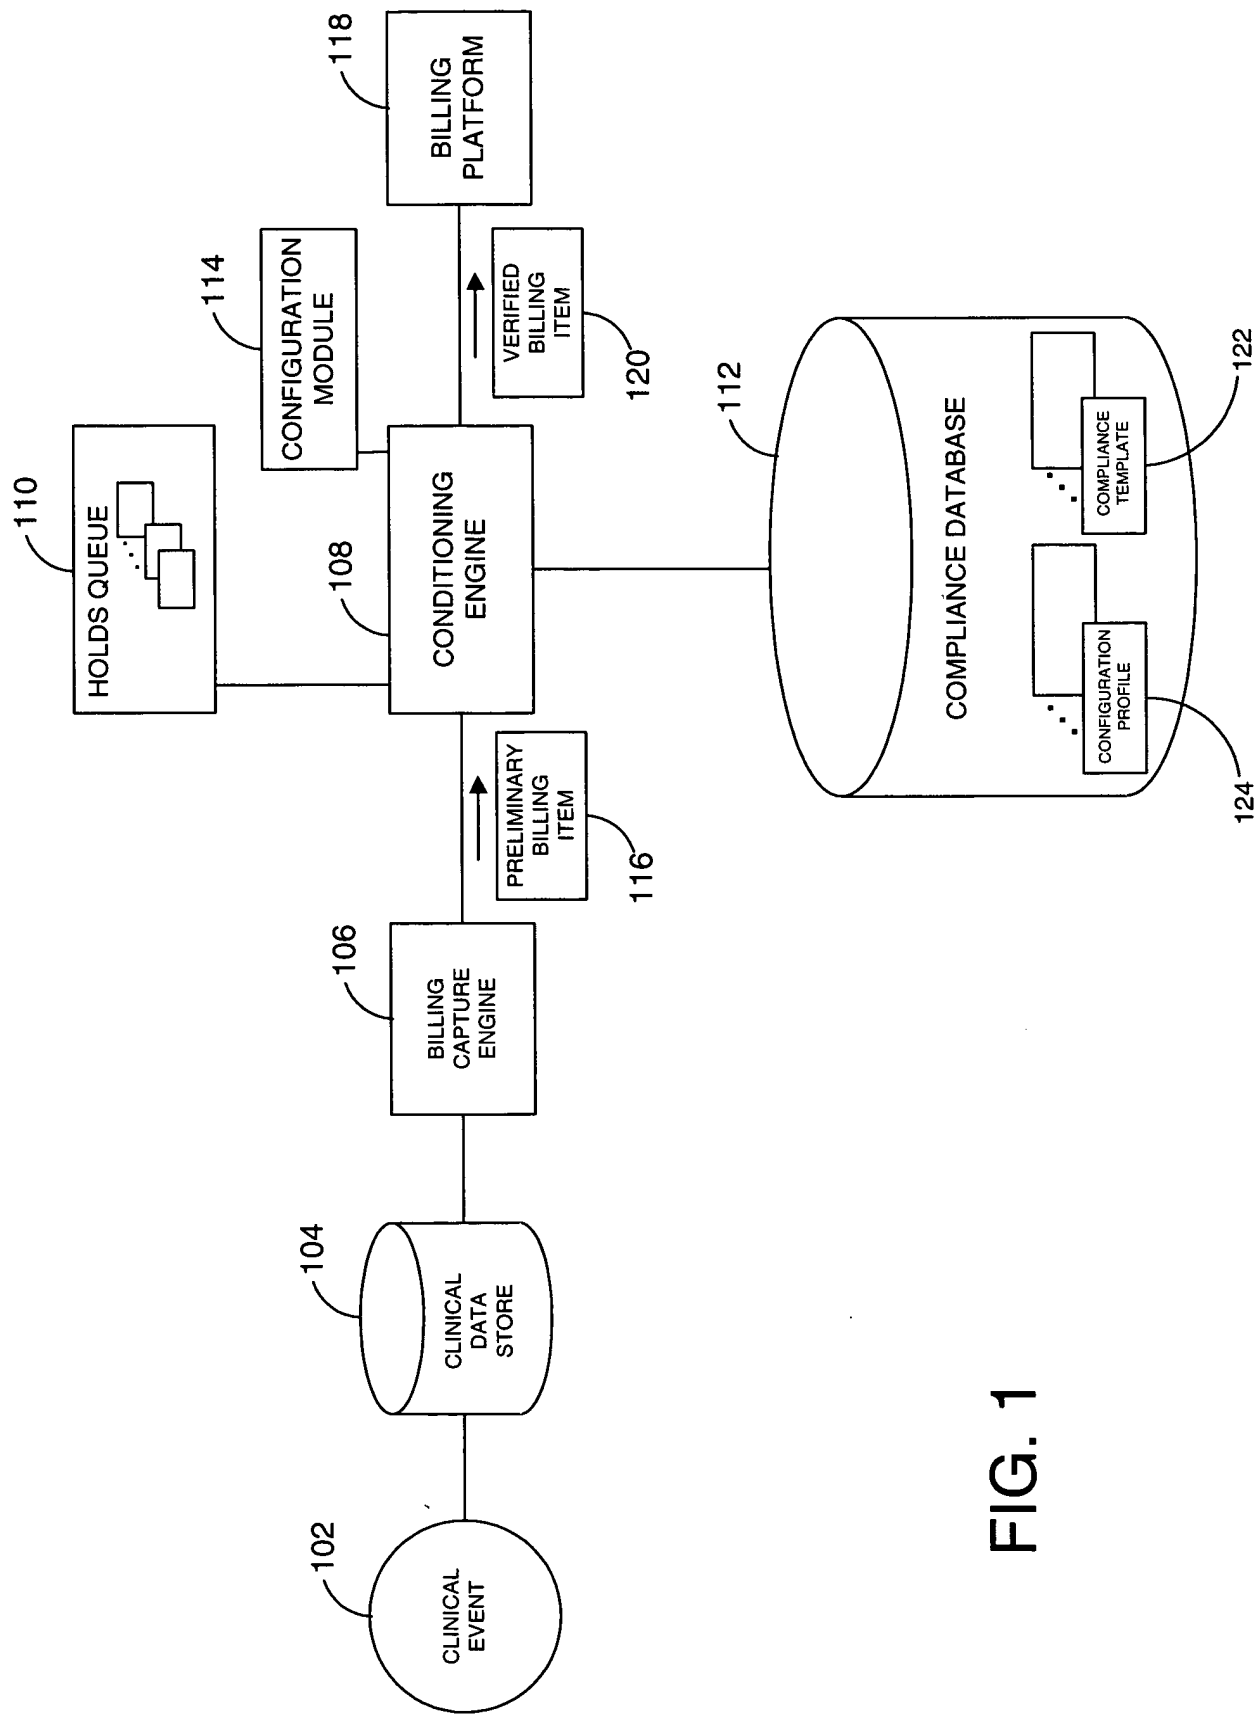 110
HOLDS QUEUE
114
CONFIGURATION
MODULE
118
BILLING
PLATFORM
108
CONDITIONING
ENGINE
106
BILLING
CAPTURE
ENGINE
104
CLINICAL
DATA
STORE
102
CLINICAL
EVENT
PRELIMINARY
BILLING
ITEM
116
VERIFIED
BILLING
ITEM
120
112
COMPLIANCE DATABASE
CONFIGURATION
PROFILE
124
COMPLIANCE
TEMPLATE
122
FIG. 1